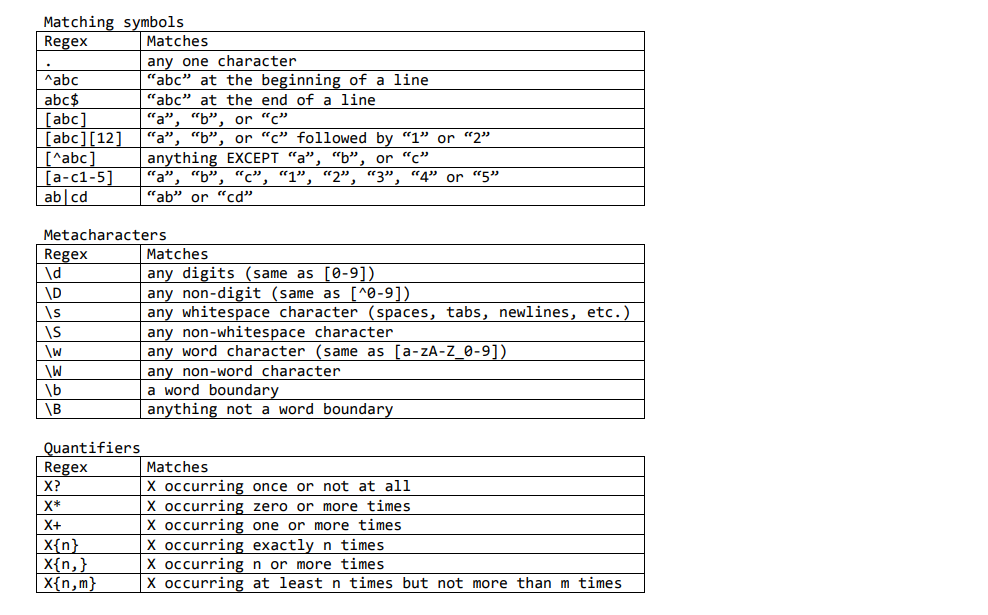 Matching symbols
Regex Matches
. any one character
^abc “abc” at the beginning of a line
abc$ “abc” at the end of a line
[abc] “a”, “b”, or “c”
[abc][12] “a”, “b”, or “c” followed by “1” or “2”
[^abc] anything EXCEPT “a”, “b”, or “c”
[a-c1-5] “a”, “b”, “c”, “1”, “2”, “3”, “4” or “5”
ab|cd “ab” or “cd”
Metacharacters
Regex Matches
\d any digits (same as [0-9])
\D any non-digit (same as [^0-9])
\s any whitespace character (spaces, tabs, newlines, etc.)
\S any non-whitespace character
\w any word character (same as [a-zA-Z_0-9])
\W any non-word character
\b a word boundary
\B anything not a word boundary
Quantifiers
Regex Matches
X? X occurring once or not at all
X* X occurring zero or more times
X+ X occurring one or more times
X{n} X occurring exactly n times
X{n,} X occurring n or more times
X{n,m} X occurring at least n times but not more than m times